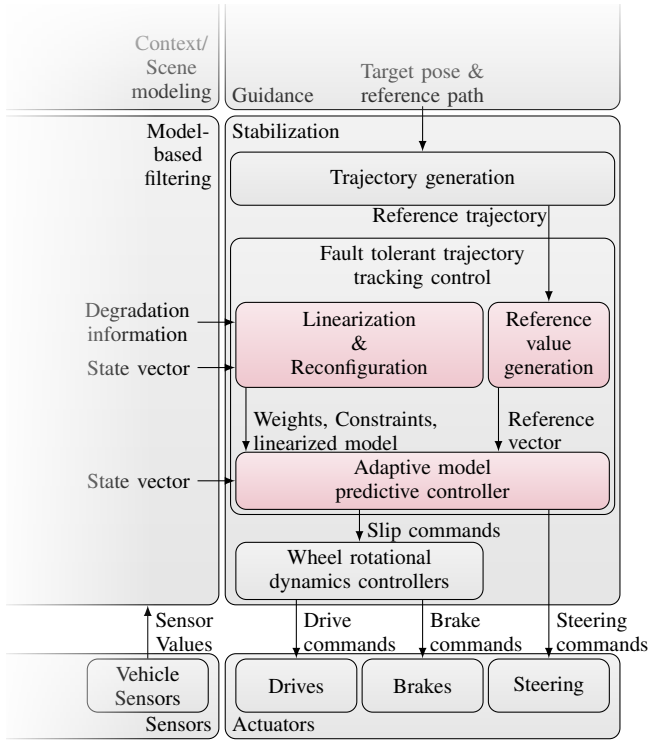 Context/
Scene
modeling
Target pose &
reference path
Guidance
Model-
based
filtering
Stabilization
Trajectory generation
Reference trajectory
Fault tolerant trajectory
tracking control
Degradation
information
State vector
Linearization
&
Reconfiguration
Reference
value
generation
Weights, Constraints,
linearized model
Reference
vector
State vector
Adaptive model
predictive controller
Slip commands
Wheel rotational
dynamics controllers
Sensor
Values
Drive
commands
Brake
commands
Steering
commands
Vehicle
Sensors
Drives
Brakes
Steering
Sensors
Actuators